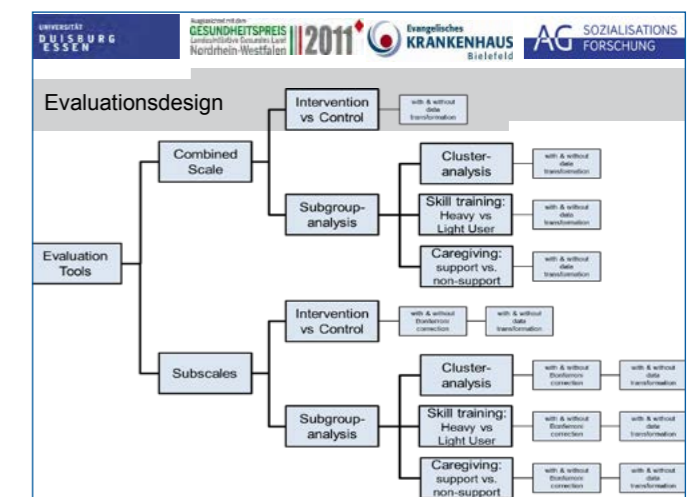 UNIVERSITÄT
DUISBURG
ESSEN
Ausgezeichnet mit dem
GESUNDHEITSPREIS
Landesinitiative Gesundes Land
Nordrhein-Westfalen
2011
Evangelisches
KRANKENHAUS
Bielefeld
AG SOZIALISATIONS
FORSCHUNG
Evaluationsdesign
Intervention
vs Control
with & without
data
transformation
Combined
Scale
Cluster-
analysis
with & without
data
transformation
Subgroup-
analysis
Skill training:
Heavy vs
Light User
with & without
data
transformation
Caregiving:
support vs.
non-support
with & without
data
transformation
Evaluation
Tools
Intervention
vs Control
with & without
Bonferroni
correction
with & without
data
transformation
Subscales
Cluster-
analysis
with & without
Bonferroni
correction
with & without
data
transformation
Subgroup-
analysis
Skill training:
Heavy vs
Light User
with & without
Bonferroni
correction
with & without
data
transformation
Caregiving:
support vs.
non-support
with & without
Bonferroni
correction
with & without
data
transformation